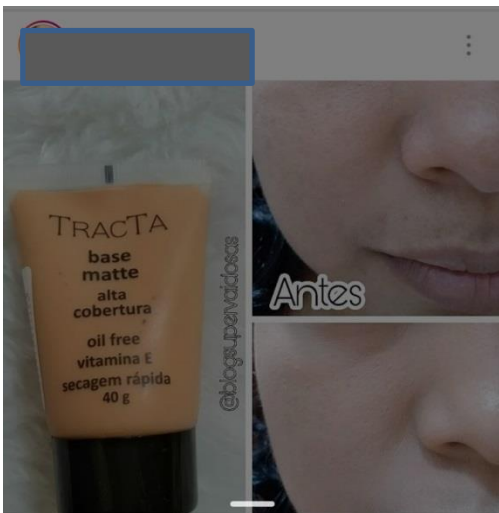 TRACTA
base
matte
alta
cobertura
oil free
vitamina E
secagem rápida
40 g
@blogsupervaidosas
Antes